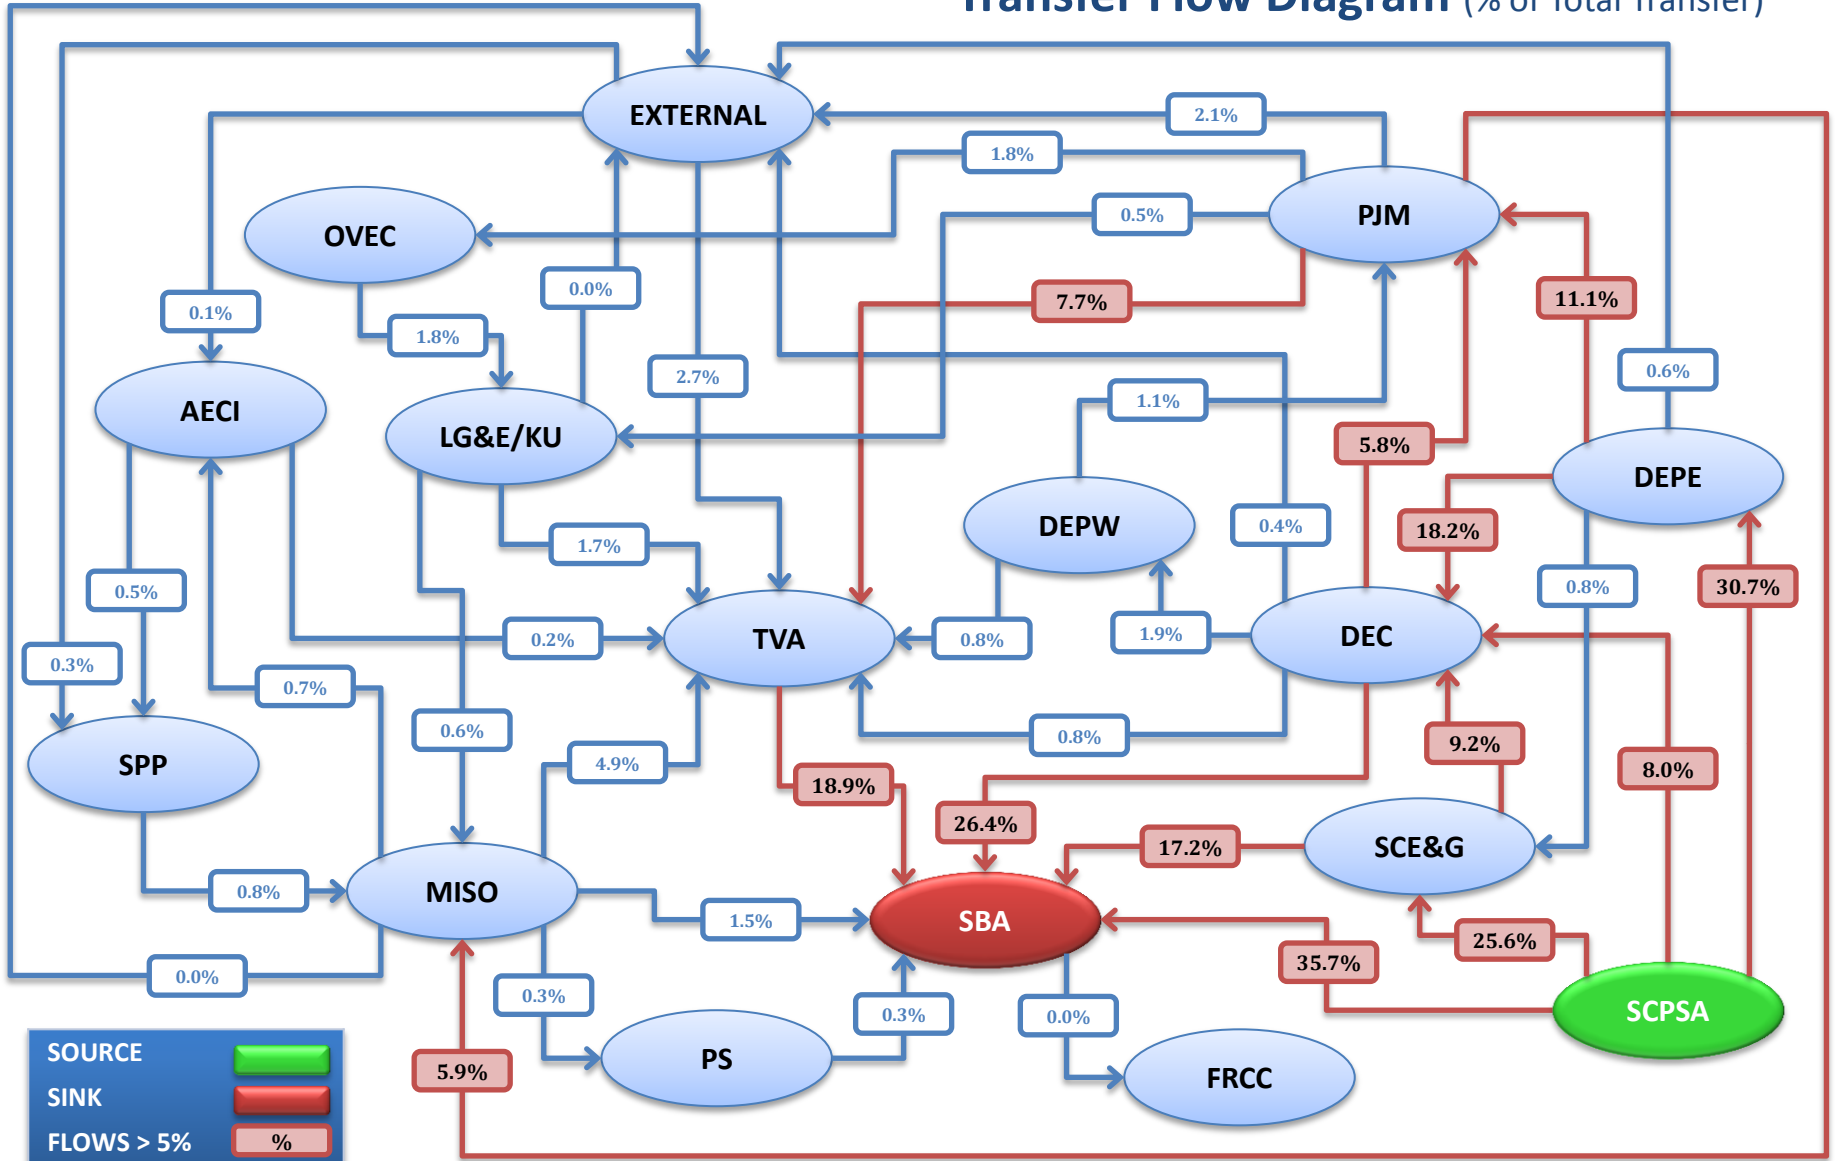 Transfer Flow Diagram (% of Total Transfer)
EXTERNAL
2.1%
1.8%
PJM
0.5%
OVEC
0.0%
7.7%
11.1%
0.1%
1.8%
2.7%
0.6%
AECI
1.1%
LG&E/KU
5.8%
DEPE
DEPW
0.4%
18.2%
1.7%
0.5%
0.8%
30.7%
0.2%
TVA
0.8%
1.9%
DEC
0.3%
0.7%
0.6%
0.8%
9.2%
SPP
4.9%
18.9%
8.0%
26.4%
17.2%
SCE&G
0.8%
MISO
1.5%
SBA
25.6%
0.0%
35.7%
0.3%
0.3%
0.0%
SCPSA
SOURCE
PS
5.9%
FRCC
SINK
FLOWS > 5%
%